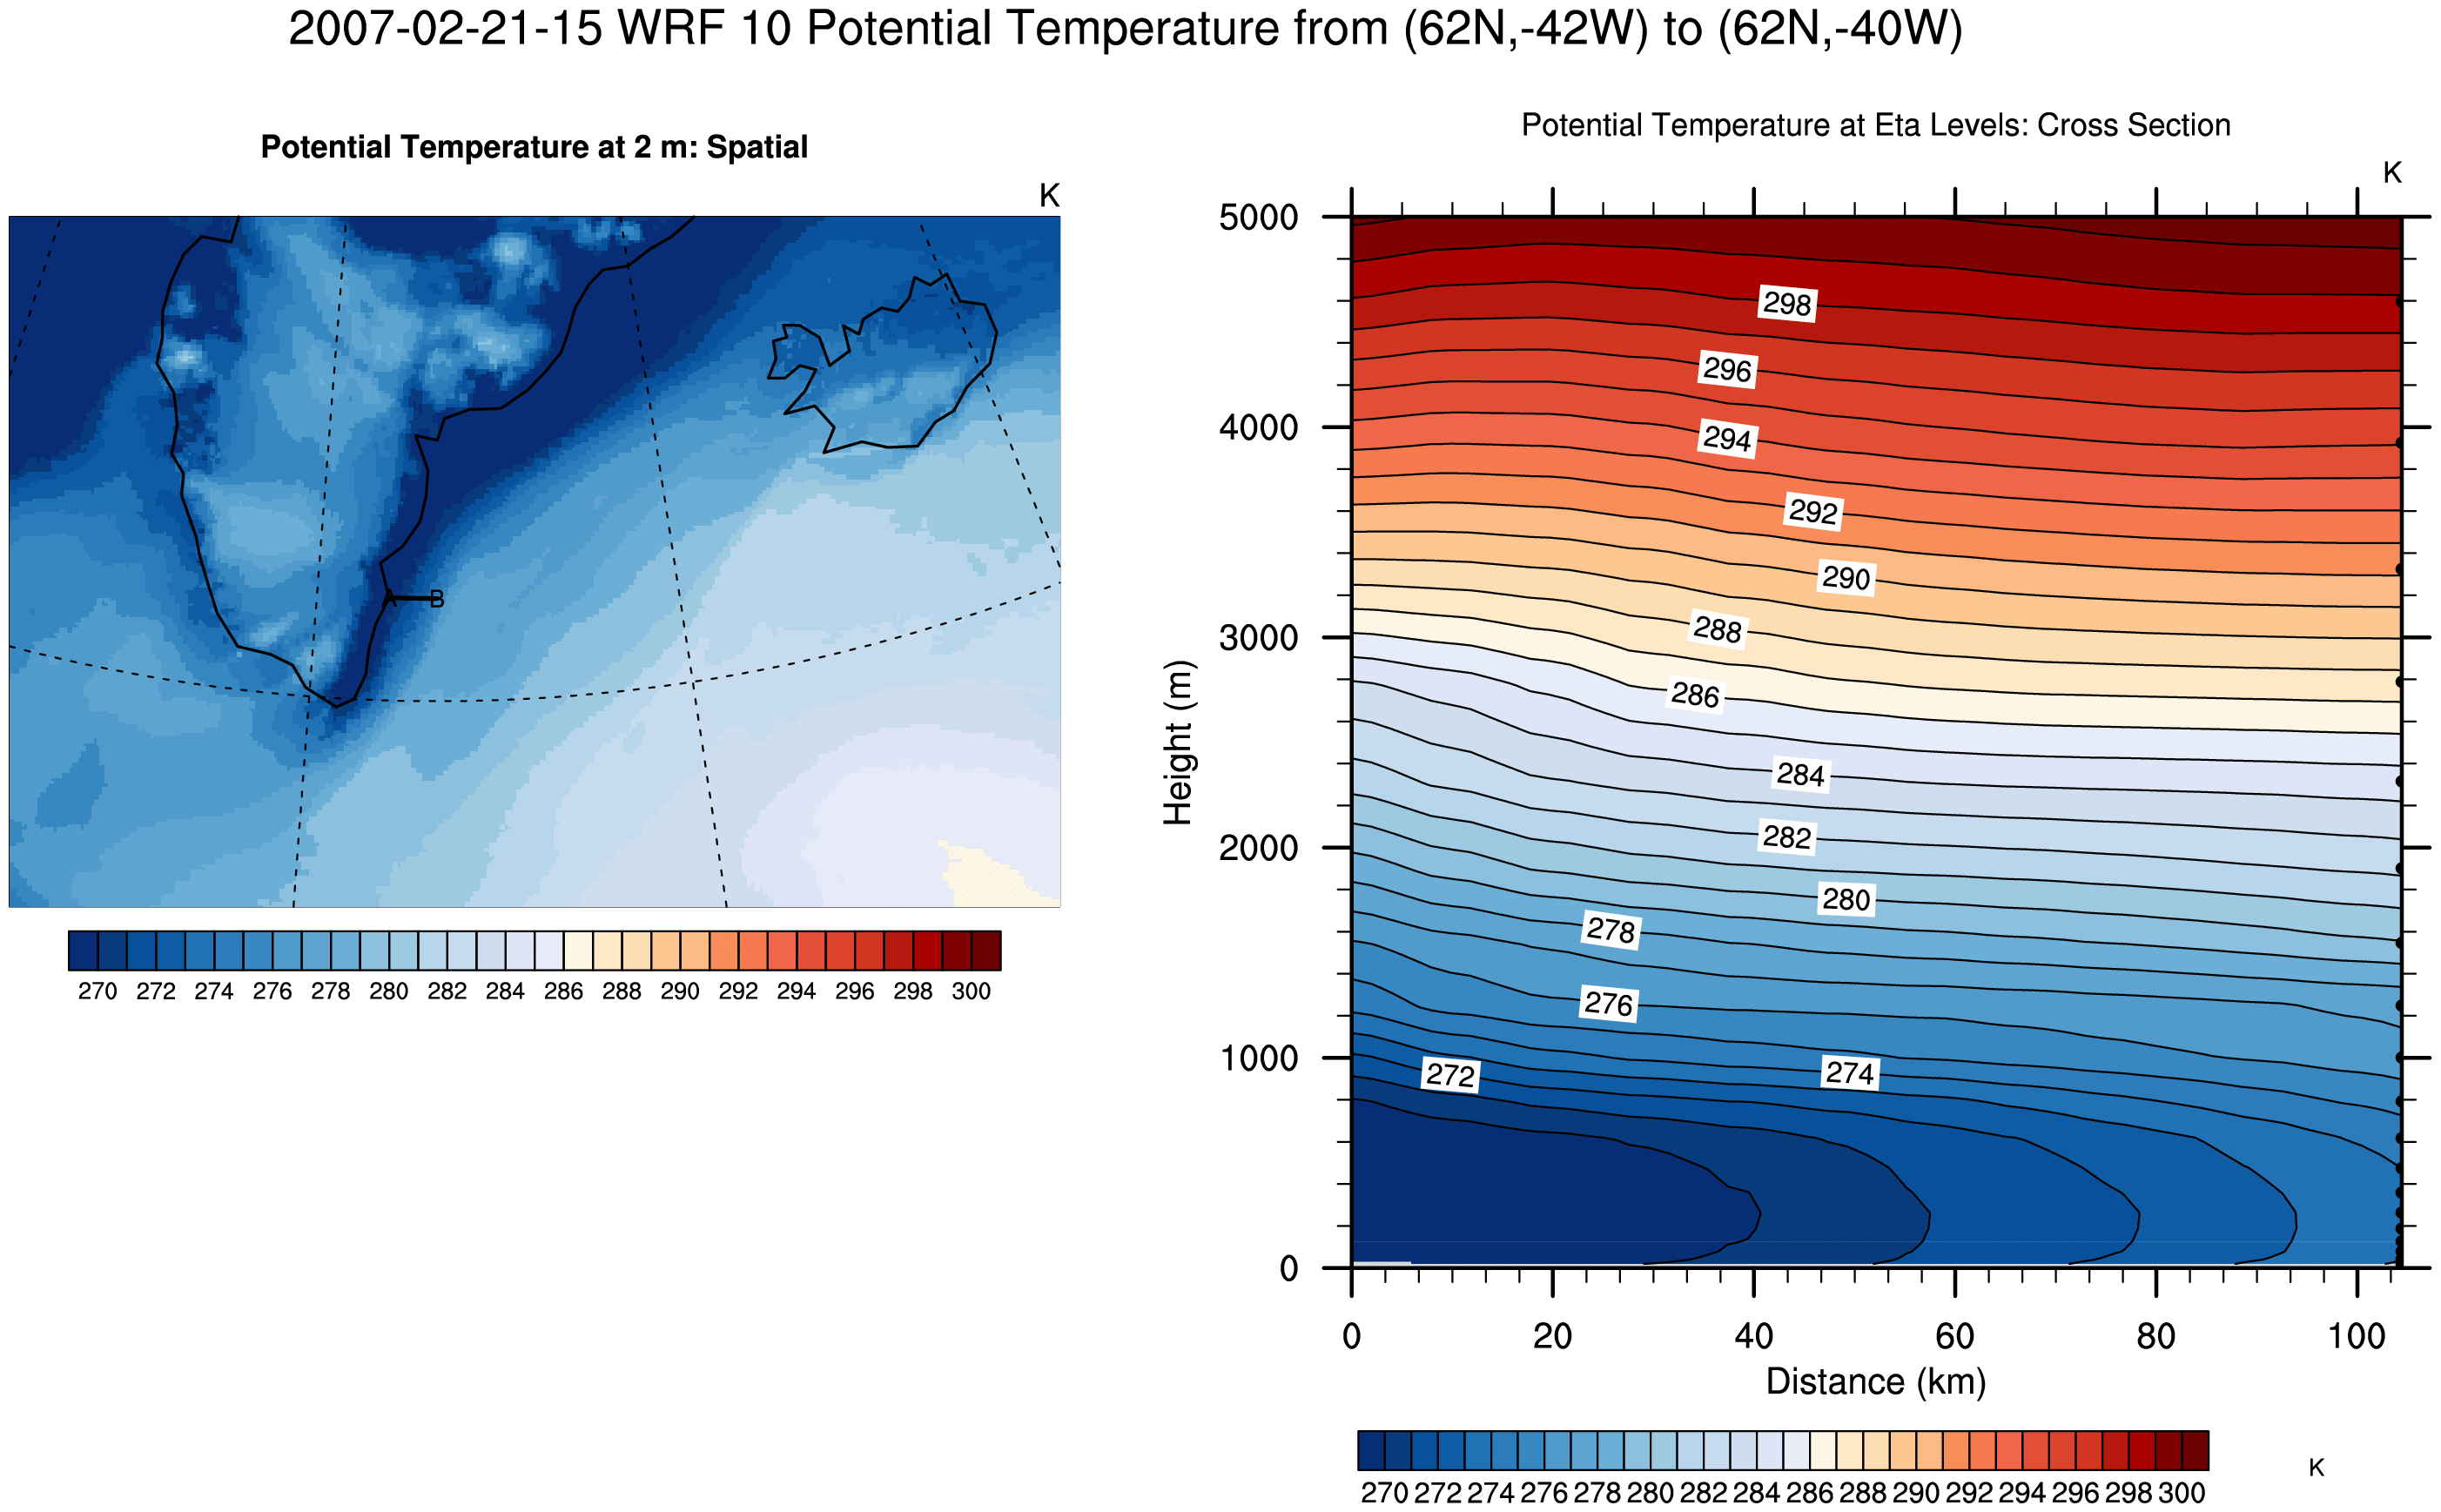 2007-02-21-15 WRF 10 Potential Temperature from (62N,-42W) to (62N,-40W)
Potential Temperature at 2 m: Spatial
K
A
B
270 272 274 276 278 280 282 284 286 288 290 292 294 296 298 300
Potential Temperature at Eta Levels: Cross Section
K
5000
4000
3000
2000
1000
0
Height (m)
298
296
294
292
290
288
286
284
282
280
278
276
274
272
0 20 40 60 80 100
Distance (km)
270 272 274 276 278 280 282 284 286 288 290 292 294 296 298 300
K